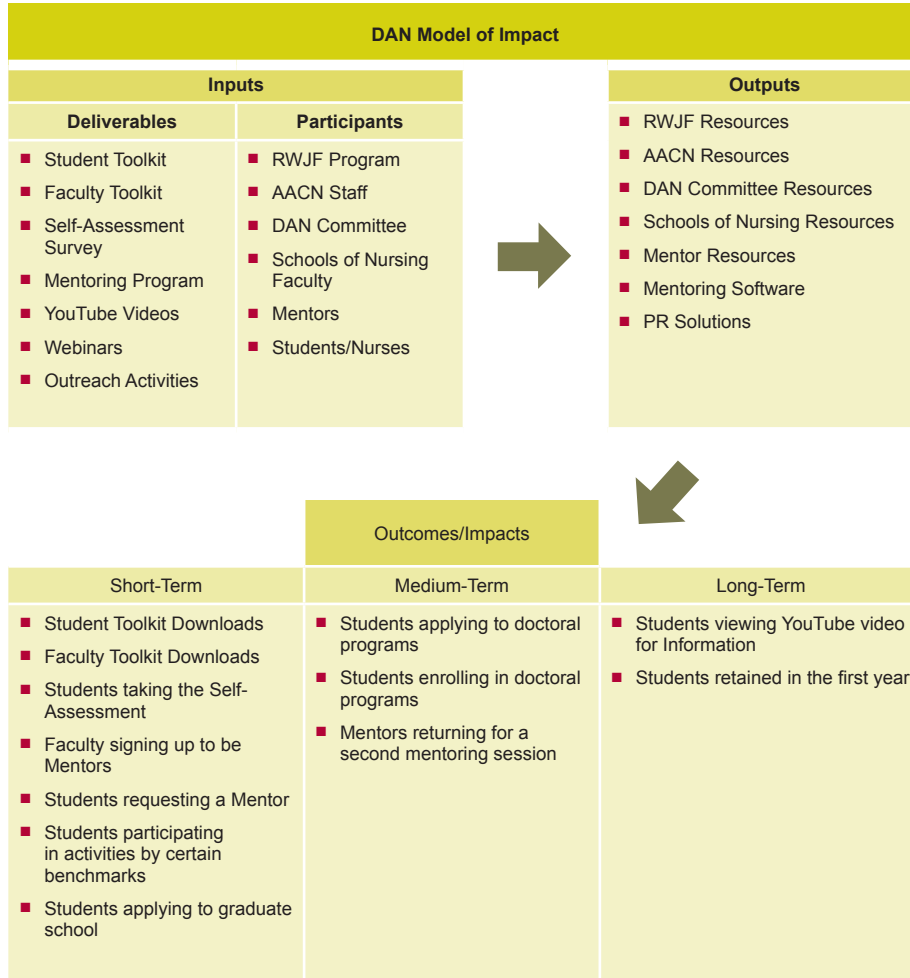 DAN Model of Impact
Inputs
Deliverables
Student Toolkit
Faculty Toolkit
Self-Assessment
Survey
Mentoring Program
YouTube Videos
Webinars
Outreach Activities
Participants
RWJF Program
AACN Staff
DAN Committee
Schools of Nursing
Faculty
Mentors
Students/Nurses
Outputs
RWJF Resources
AACN Resources
DAN Committee Resources
Schools of Nursing Resources
Mentor Resources
Mentoring Software
PR Solutions
Outcomes/Impacts
Short-Term
Student Toolkit Downloads
Faculty Toolkit Downloads
Students taking the Self-
Assessment
Faculty signing up to be
Mentors
Students requesting a Mentor
Students participating
in activities by certain
benchmarks
Students applying to graduate
school
Medium-Term
Students applying to doctoral
programs
Students enrolling in doctoral
programs
Mentors returning for a
second mentoring session
Long-Term
Students viewing YouTube video
for Information
Students retained in the first year